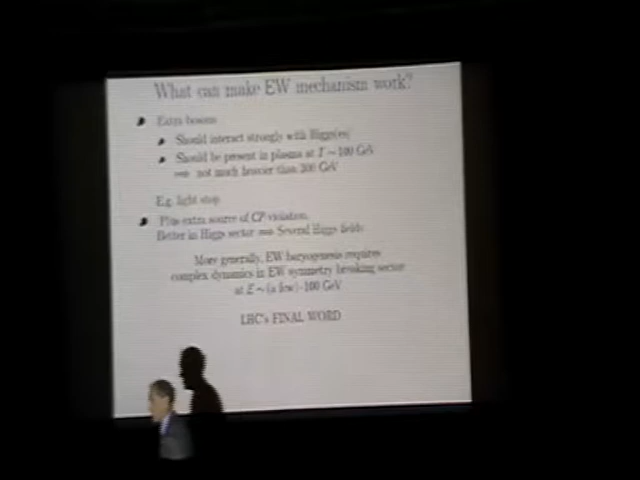 What can make EW mechanism work?
Extra bosons
Should interact strongly with Higgs(es)
Should be present in plasma at T ∼ 100 GeV
⟹ not much heavier than 300 GeV
E.g. light stop
Plus extra source of CP-violation.
Better in Higgs sector ⟹ Several Higgs fields
More generally, EW baryogenesis requires
complex dynamics in EW symmetry breaking sector
at E ∼ (a few)·100 GeV
LHC's FINAL WORD